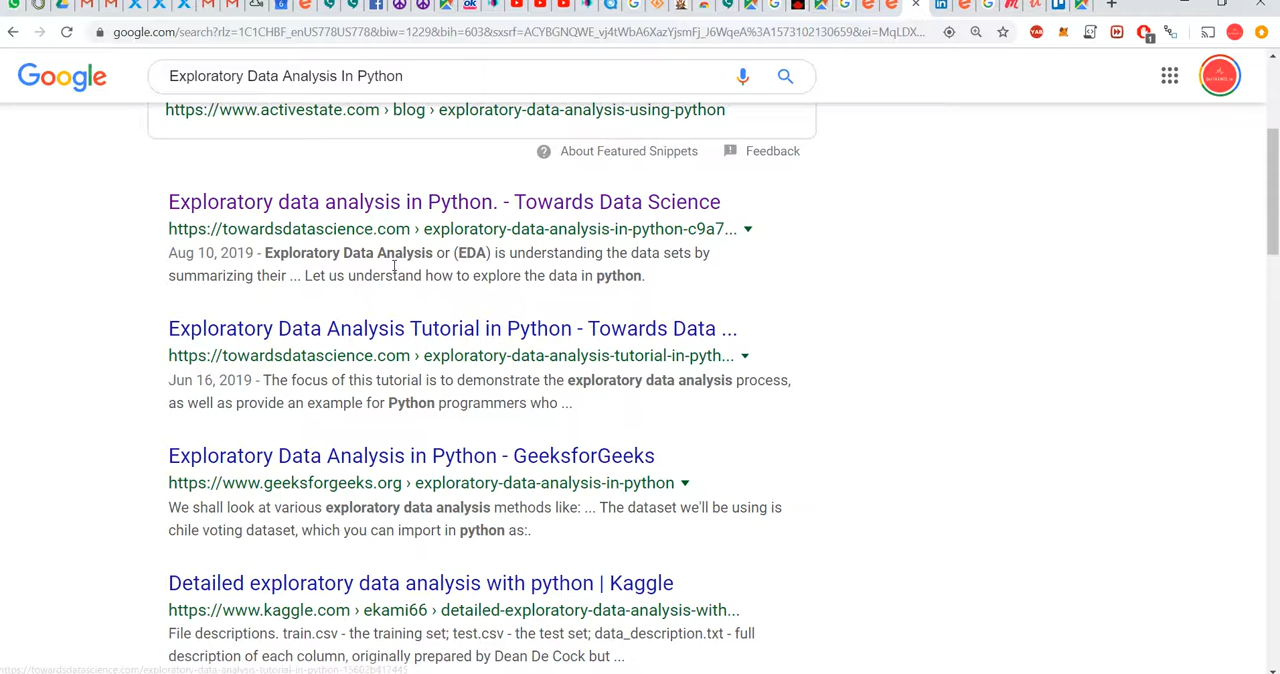 google.com/search?rlz=1C1CHBF_enUS778US778&biw=1229&bih=603&sxsrf=ACYBGNQWE_vj4tWbA6XazYjsmFj_J6WqeA%3A1573102130659&ei=MqLDX...
Google
Exploratory Data Analysis In Python
https://www.activestate.com › blog › exploratory-data-analysis-using-python
About Featured Snippets
Feedback
Exploratory data analysis in Python. - Towards Data Science
https://towardsdatascience.com › exploratory-data-analysis-in-python-c9a7...
Aug 10, 2019 - Exploratory Data Analysis or (EDA) is understanding the data sets by
summarizing their ... Let us understand how to explore the data in python.
Exploratory Data Analysis Tutorial in Python - Towards Data ...
https://towardsdatascience.com › exploratory-data-analysis-tutorial-in-pyth...
Jun 16, 2019 - The focus of this tutorial is to demonstrate the exploratory data analysis process,
as well as provide an example for Python programmers who ...
Exploratory Data Analysis in Python - GeeksforGeeks
https://www.geeksforgeeks.org › exploratory-data-analysis-in-python
We shall look at various exploratory data analysis methods like: ... The dataset we'll be using is
chile voting dataset, which you can import in python as:.
Detailed exploratory data analysis with python | Kaggle
https://www.kaggle.com › ekami66 › detailed-exploratory-data-analysis-with...
File descriptions. train.csv - the training set; test.csv - the test set; data_description.txt - full
description of each column, originally prepared by Dean De Cock but ...
https://towardsdatascience.com/exploratory-data-analysis-tutorial-in-python-15602b417445